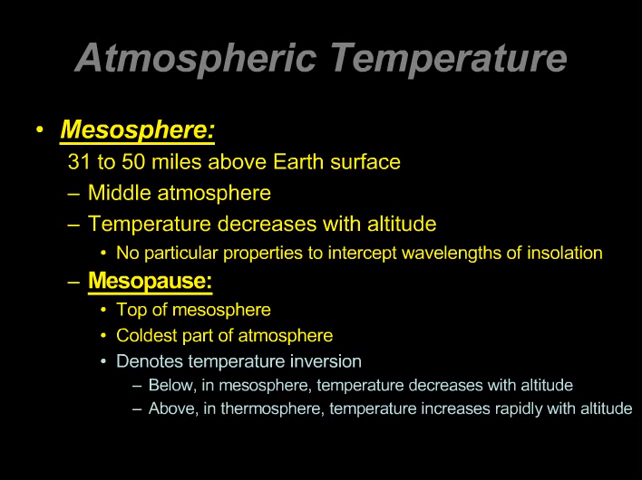 Atmospheric Temperature
• Mesosphere:
31 to 50 miles above Earth surface
– Middle atmosphere
– Temperature decreases with altitude
• No particular properties to intercept wavelengths of insolation
– Mesopause:
• Top of mesosphere
• Coldest part of atmosphere
• Denotes temperature inversion
– Below, in mesosphere, temperature decreases with altitude
– Above, in thermosphere, temperature increases rapidly with altitude